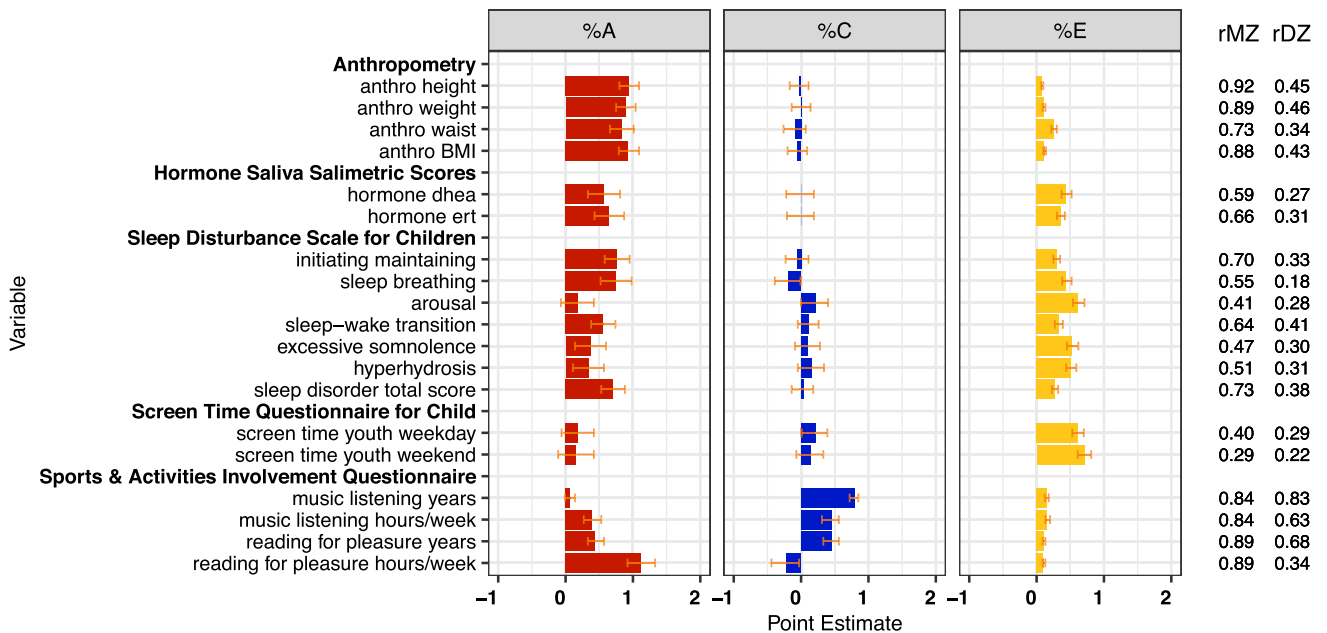 %A %C %E rMZ rDZ
Anthropometry
anthro height 0.92 0.45
anthro weight 0.89 0.46
anthro waist 0.73 0.34
anthro BMI 0.88 0.43
Hormone Saliva Salimetric Scores
hormone dhea 0.59 0.27
hormone ert 0.66 0.31
Sleep Disturbance Scale for Children
initiating maintaining 0.70 0.33
sleep breathing 0.55 0.18
arousal 0.41 0.28
sleep−wake transition 0.64 0.41
excessive somnolence 0.47 0.30
hyperhydrosis 0.51 0.31
sleep disorder total score 0.73 0.38
Screen Time Questionnaire for Child
screen time youth weekday 0.40 0.29
screen time youth weekend 0.29 0.22
Sports & Activities Involvement Questionnaire
music listening years 0.84 0.83
music listening hours/week 0.84 0.63
reading for pleasure years 0.89 0.68
reading for pleasure hours/week 0.89 0.34
Variable
−1 0 1 2 −1 0 1 2 −1 0 1 2
Point Estimate